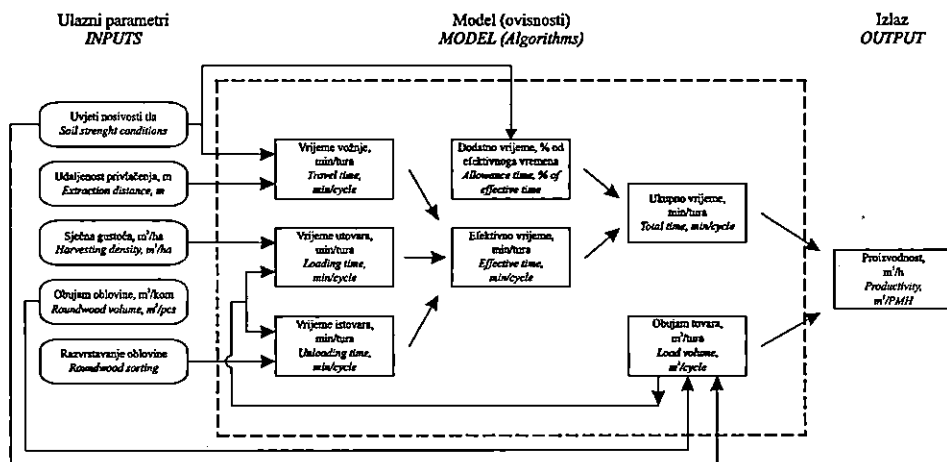 Ulazni parametri
INPUTS
Model (ovisnosti)
MODEL (Algorithms)
Izlaz
OUTPUT
Uvjeti nosivosti tla
Soil strenght conditions
Udaljenost privlačenja, m
Extraction distance, m
Sječna gustoća, m³/ha
Harvesting density, m³/ha
Obujam oblovine, m³/kom
Roundwood volume, m³/pcs
Razvrstavanje oblovine
Roundwood sorting
Vrijeme vožnje,
min/tura
Travel time,
min/cycle
Vrijeme utovara,
min/tura
Loading time,
min/cycle
Vrijeme istovara,
min/tura
Unloading time,
min/cycle
Dodatno vrijeme, % od
efektivnoga vremena
Allowance time, % of
effective time
Efektivno vrijeme,
min/tura
Effective time,
min/cycle
Ukupno vrijeme,
min/tura
Total time, min/cycle
Obujam tovara,
m³/tura
Load volume,
m³/cycle
Proizvodnost,
m³/h
Productivity,
m³/PMH